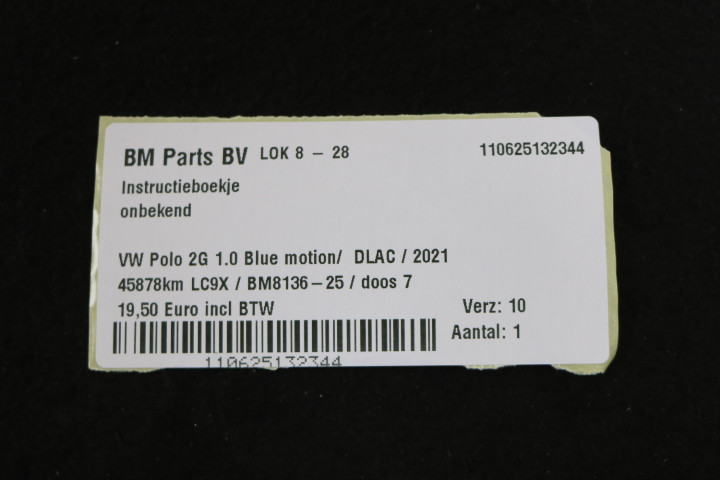 BM Parts BV LOK 8 – 28 110625132344
Instructieboekje
onbekend
VW Polo 2G 1.0 Blue motion/ DLAC / 2021
45878km LC9X / BM8136–25 / doos 7
19,50 Euro incl BTW Verz: 10
Aantal: 1
110625132344